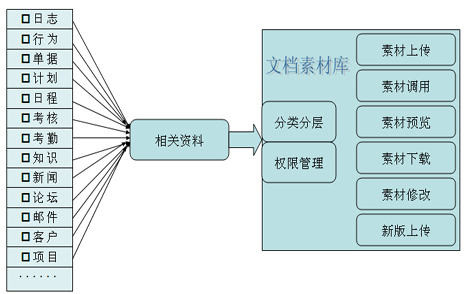 日志
行为
单据
计划
日程
考核
考勤
知识
新闻
论坛
邮件
客户
项目
······
相关资料
文档素材库
分类分层
权限管理
素材上传
素材调用
素材预览
素材下载
素材修改
新版上传